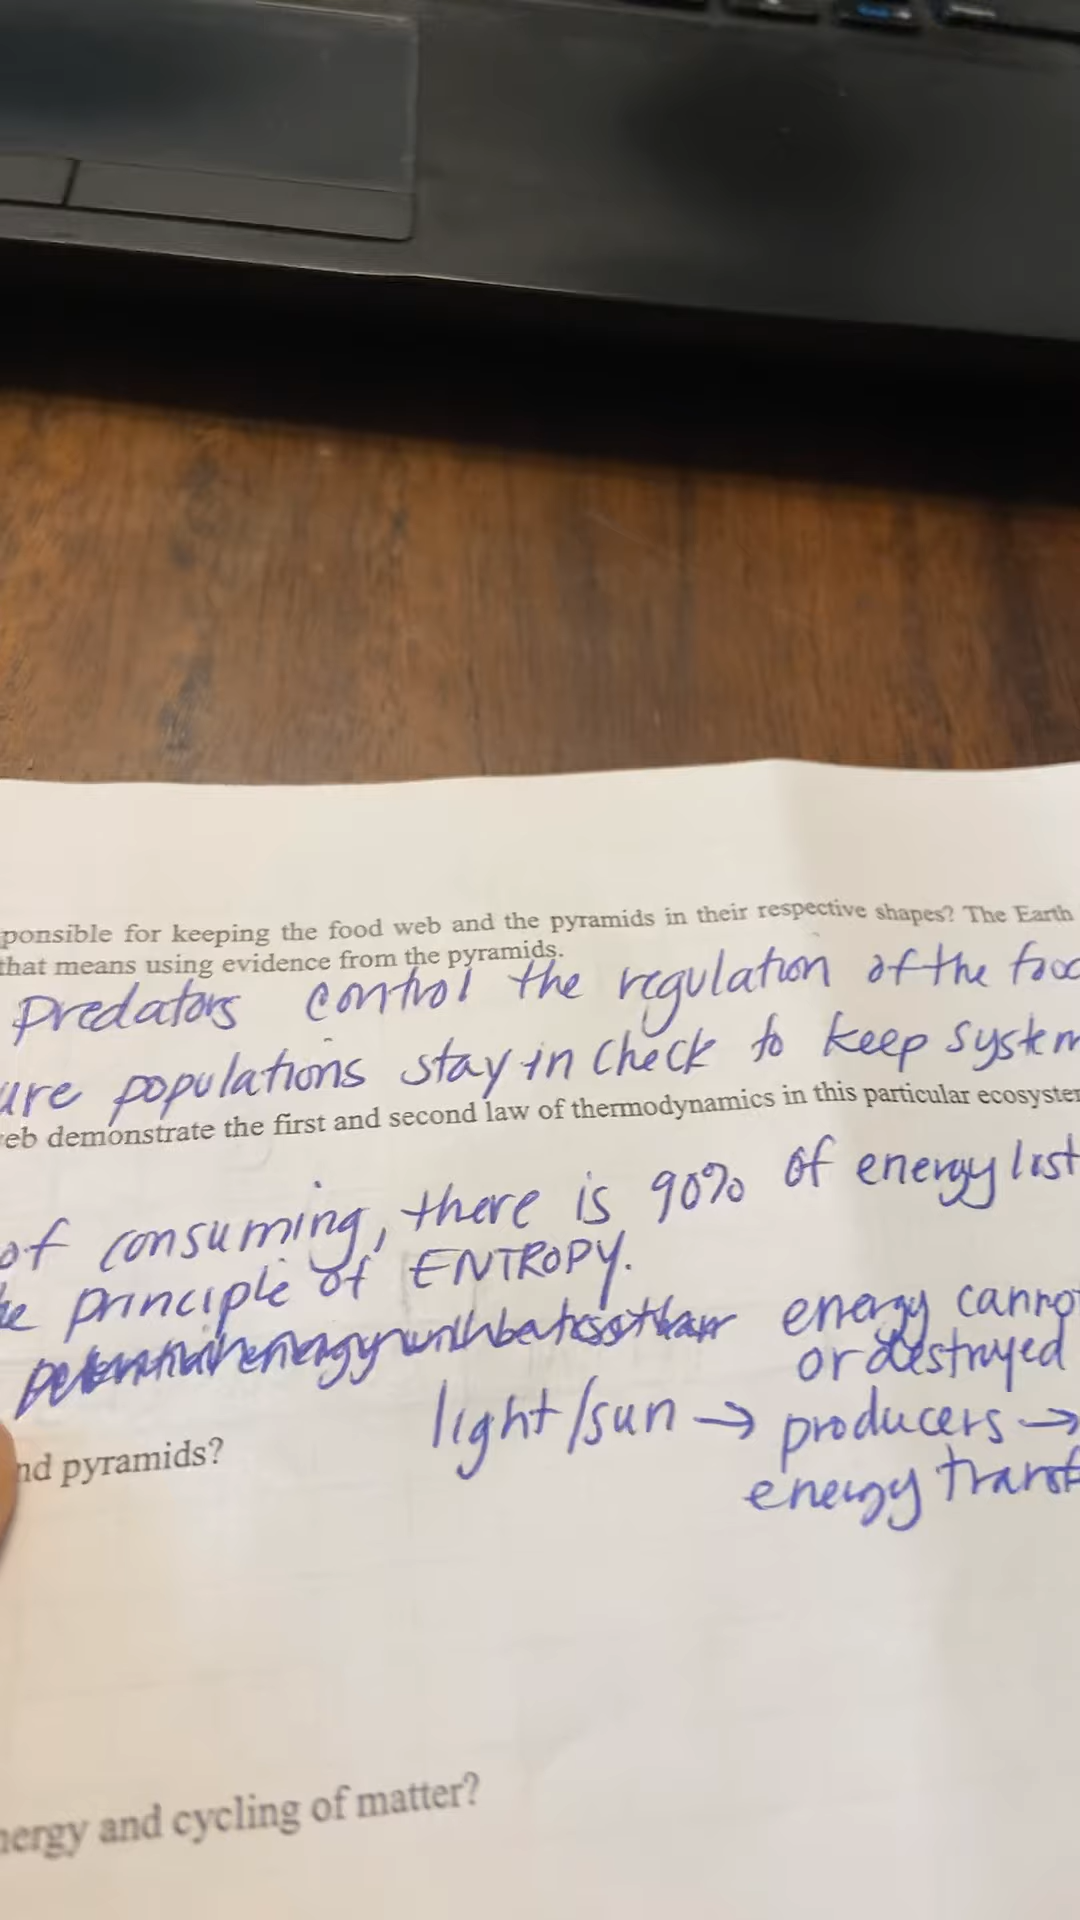 ponsible for keeping the food web and the pyramids in their respective shapes? The Earth
that means using evidence from the pyramids.
Predators control the regulation of the foo
ure populations stay in check to keep system
eb demonstrate the first and second law of thermodynamics in this particular ecosyste
of consuming, there is 90% of energy lost
he principle of ENTROPY.
energy canno
or destroyed
light/sun → producers →
nd pyramids?
energy transf
nergy and cycling of matter?